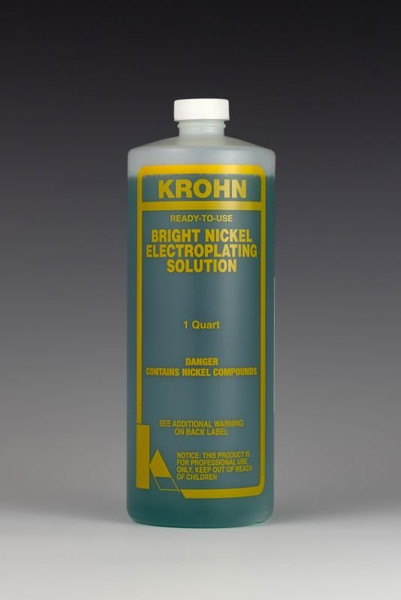 KROHN
READY-TO-USE
BRIGHT NICKEL
ELECTROPLATING
SOLUTION
1 Quart
DANGER
CONTAINS NICKEL COMPOUNDS
SEE ADDITIONAL WARNING
ON BACK LABEL
NOTICE: THIS PRODUCT IS
FOR PROFESSIONAL USE
ONLY. KEEP OUT OF REACH
OF CHILDREN